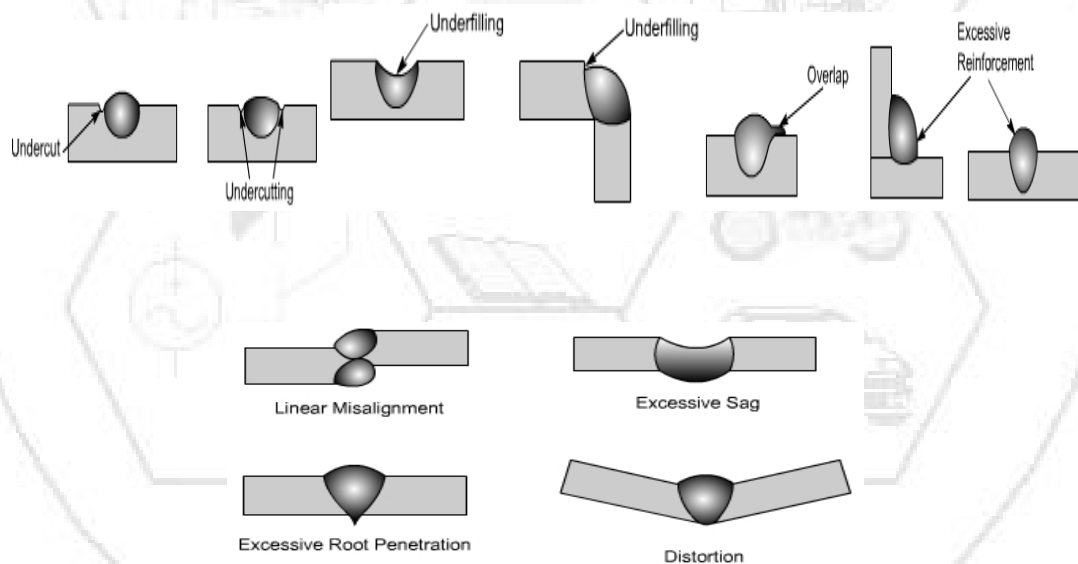 Underfilling
Underfilling
Excessive
Reinforcement
Overlap
Undercut
Undercutting
Linear Misalignment
Excessive Sag
Excessive Root Penetration
Distortion